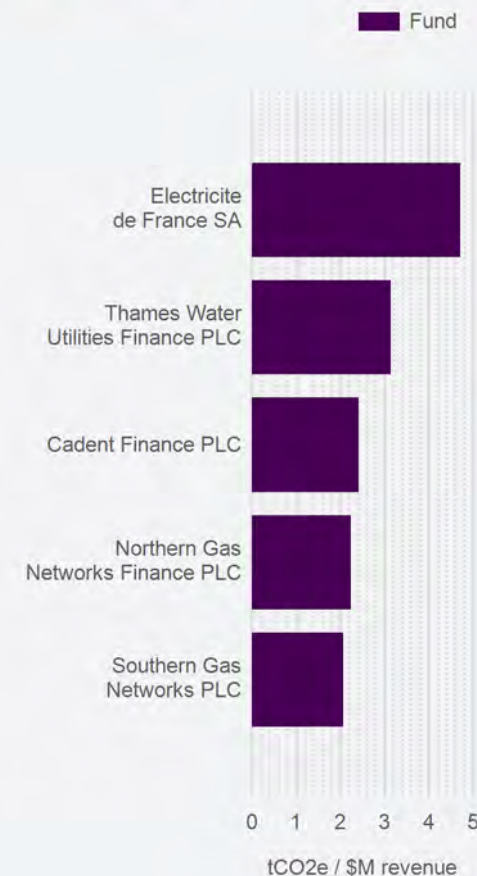 Fund
Electricite
de France SA
Thames Water
Utilities Finance PLC
Cadent Finance PLC
Northern Gas
Networks Finance PLC
Southern Gas
Networks PLC
0 1 2 3 4 5
tCO2e / $M revenue